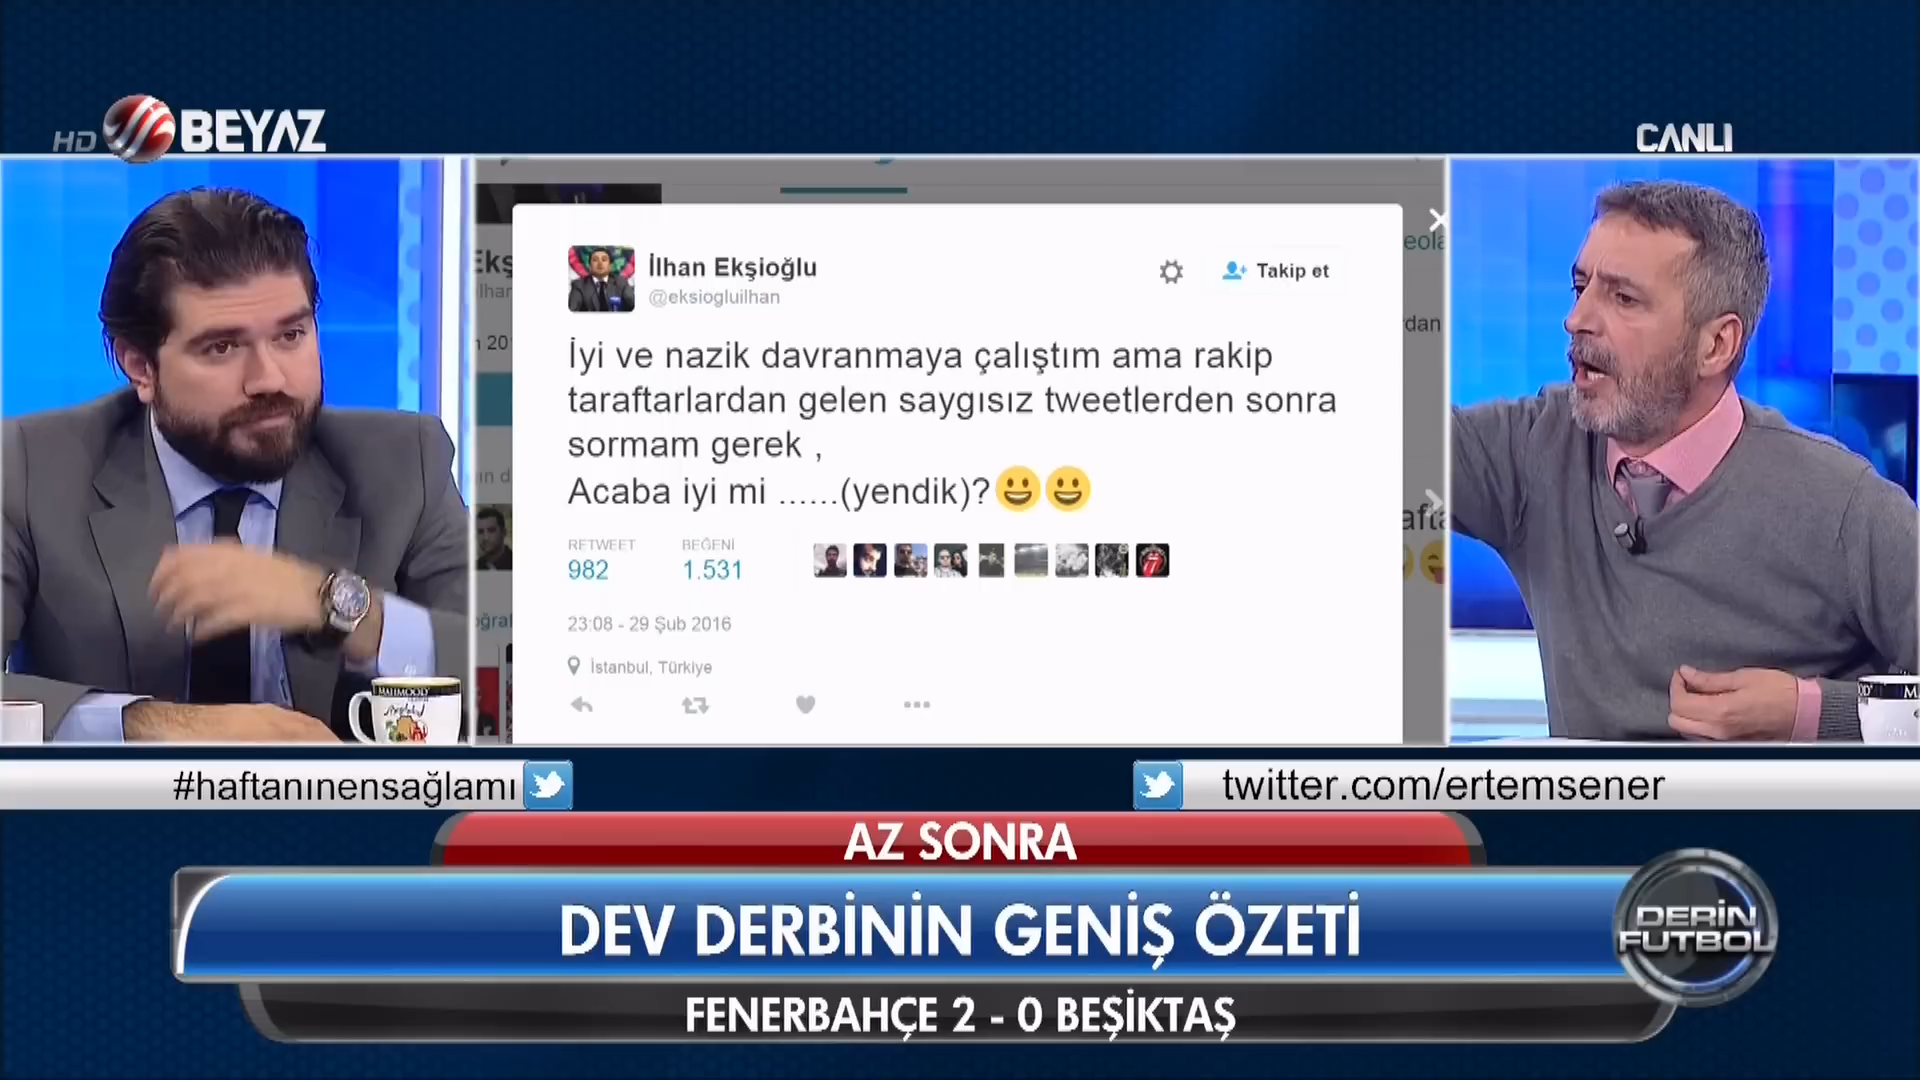 HD BEYAZ
CANLI
İlhan Ekşioğlu
@eksiogluilhan
Takip et
İyi ve nazik davranmaya çalıştım ama rakip
taraftarlardan gelen saygısız tweetlerden sonra
sormam gerek ,
Acaba iyi mi ......(yendik)?😀😀
RETWEET BEĞENİ
982 1.531
23:08 - 29 Şub 2016
İstanbul, Türkiye
MAHMOOD
#haftanınensağlamı
twitter.com/ertemsener
AZ SONRA
DEV DERBİNİN GENİŞ ÖZETİ
DERİN
FUTBOL
FENERBAHÇE 2 - 0 BEŞİKTAŞ